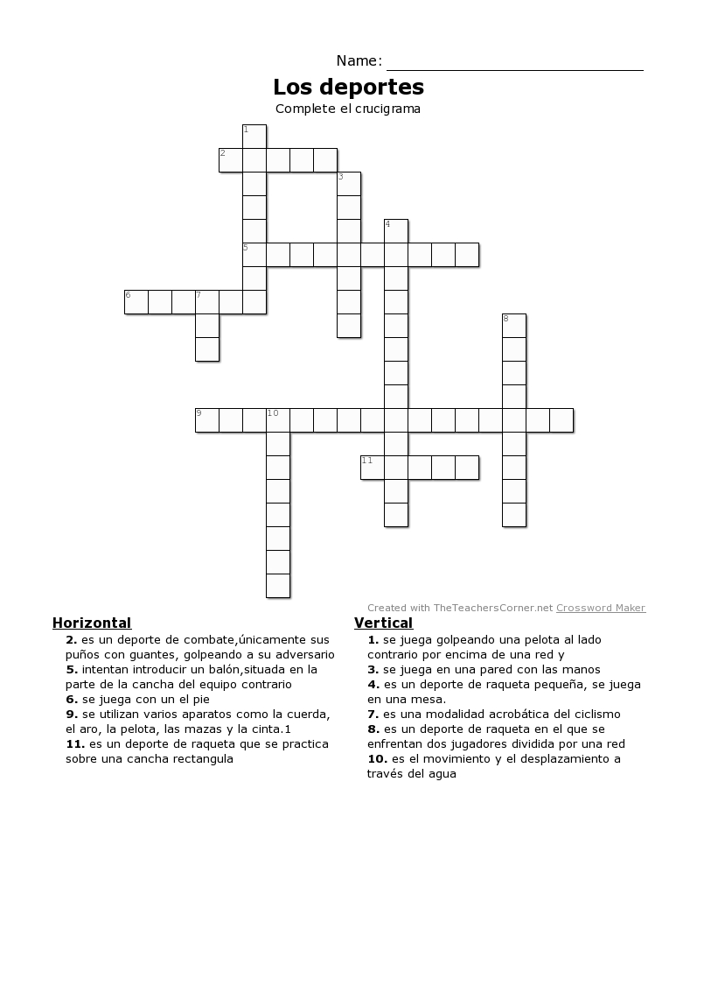 Name:
Los deportes
Complete el crucigrama
1
2
3
4
5
6
7
8
9
10
11
Created with TheTeachersCorner.net Crossword Maker
Horizontal
2. es un deporte de combate,únicamente sus
puños con guantes, golpeando a su adversario
5. intentan introducir un balón,situada en la
parte de la cancha del equipo contrario
6. se juega con un el pie
9. se utilizan varios aparatos como la cuerda,
el aro, la pelota, las mazas y la cinta.1
11. es un deporte de raqueta que se practica
sobre una cancha rectangula
Vertical
1. se juega golpeando una pelota al lado
contrario por encima de una red y
3. se juega en una pared con las manos
4. es un deporte de raqueta pequeña, se juega
en una mesa.
7. es una modalidad acrobática del ciclismo
8. es un deporte de raqueta en el que se
enfrentan dos jugadores dividida por una red
10. es el movimiento y el desplazamiento a
través del agua